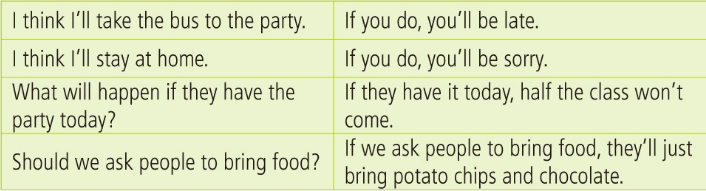 I think I'll take the bus to the party.
If you do, you'll be late.
I think I'll stay at home.
If you do, you'll be sorry.
What will happen if they have the
party today?
If they have it today, half the class won't
come.
Should we ask people to bring food?
If we ask people to bring food, they'll just
bring potato chips and chocolate.